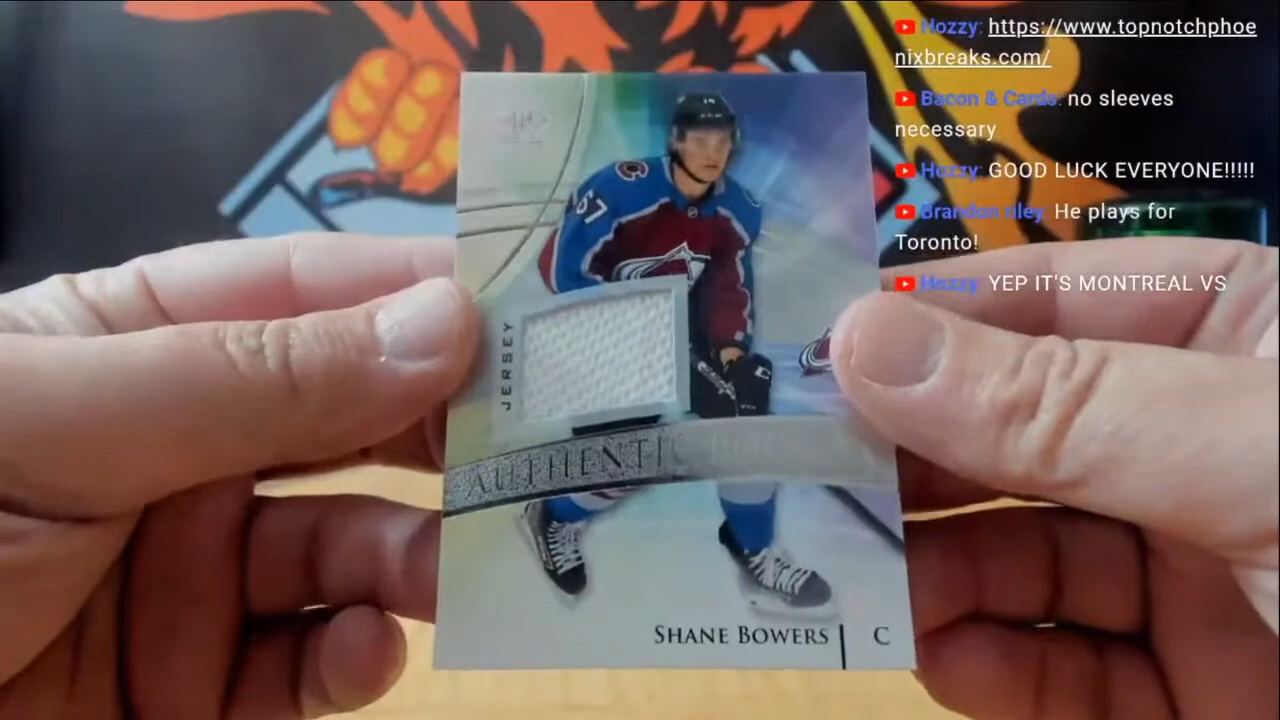 Hozzy: https://www.topnotchphoe
nixbreaks.com/
Bacon & Cards: no sleeves
necessary
Hozzy: GOOD LUCK EVERYONE!!!!!
Brandon riley: He plays for
Toronto!
Hozzy: YEP IT'S MONTREAL VS
67
JERSEY
AUTHENTIC
SHANE BOWERS C